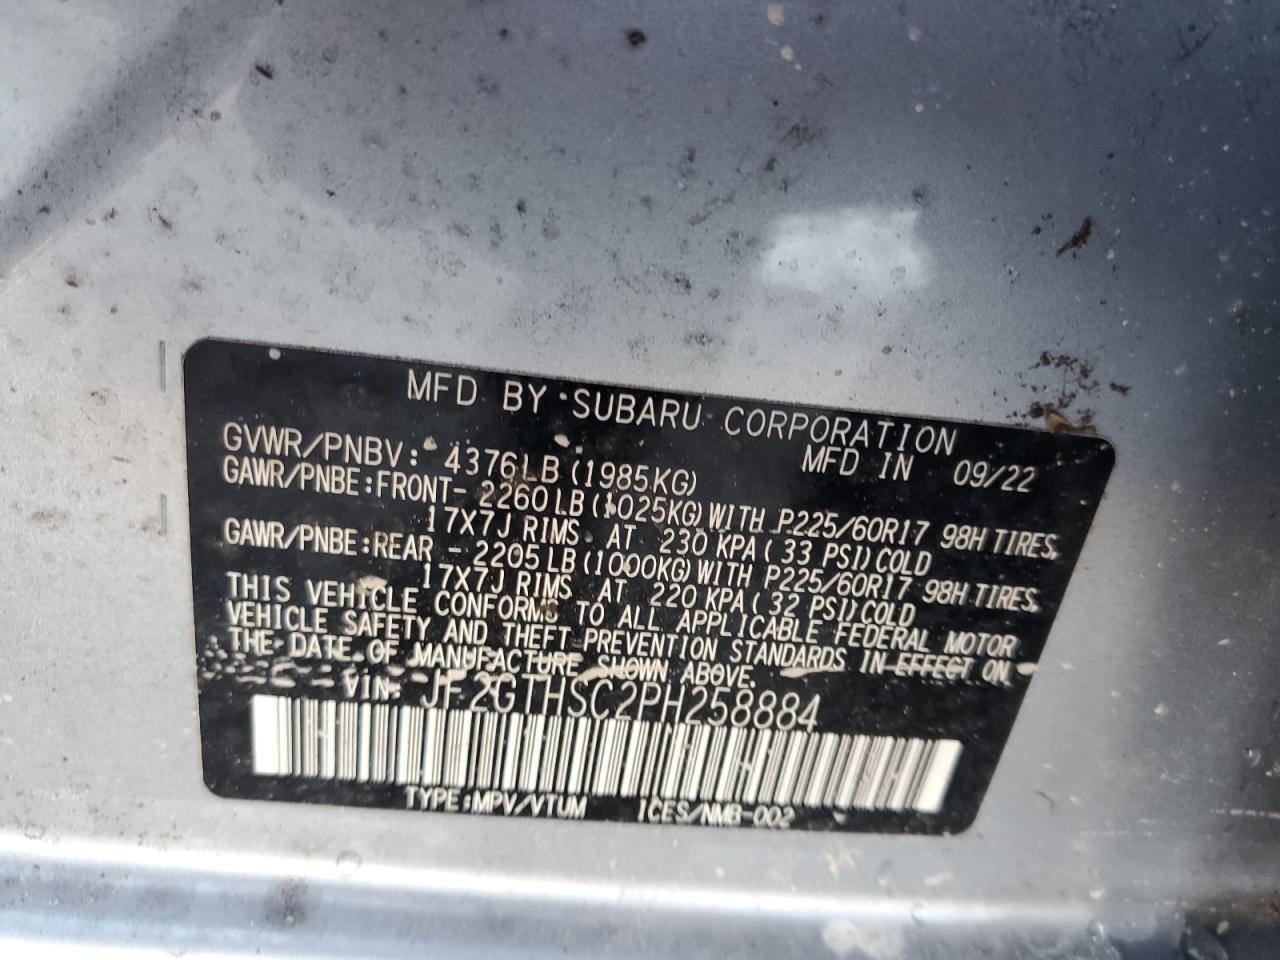 MFD BY SUBARU CORPORATION
MFD IN 09/22
GVWR/PNBV: 4376LB (1985KG)
GAWR/PNBE:FRONT- 2260LB (1025KG) WITH P225/60R17 98H TIRES,
17X7J RIMS, AT 230 KPA (33 PSI) COLD
GAWR/PNBE:REAR - 2205LB (1000KG) WITH P225/60R17 98H TIRES,
17X7J RIMS, AT 220 KPA (32 PSI) COLD
THIS VEHICLE CONFORMS TO ALL APPLICABLE FEDERAL MOTOR
VEHICLE SAFETY AND THEFT PREVENTION STANDARDS IN EFFECT ON
THE DATE OF MANUFACTURE SHOWN ABOVE.
VIN: JF2GTHSC2PH258884
TYPE:MPV/VTUM ICES/NMB-002